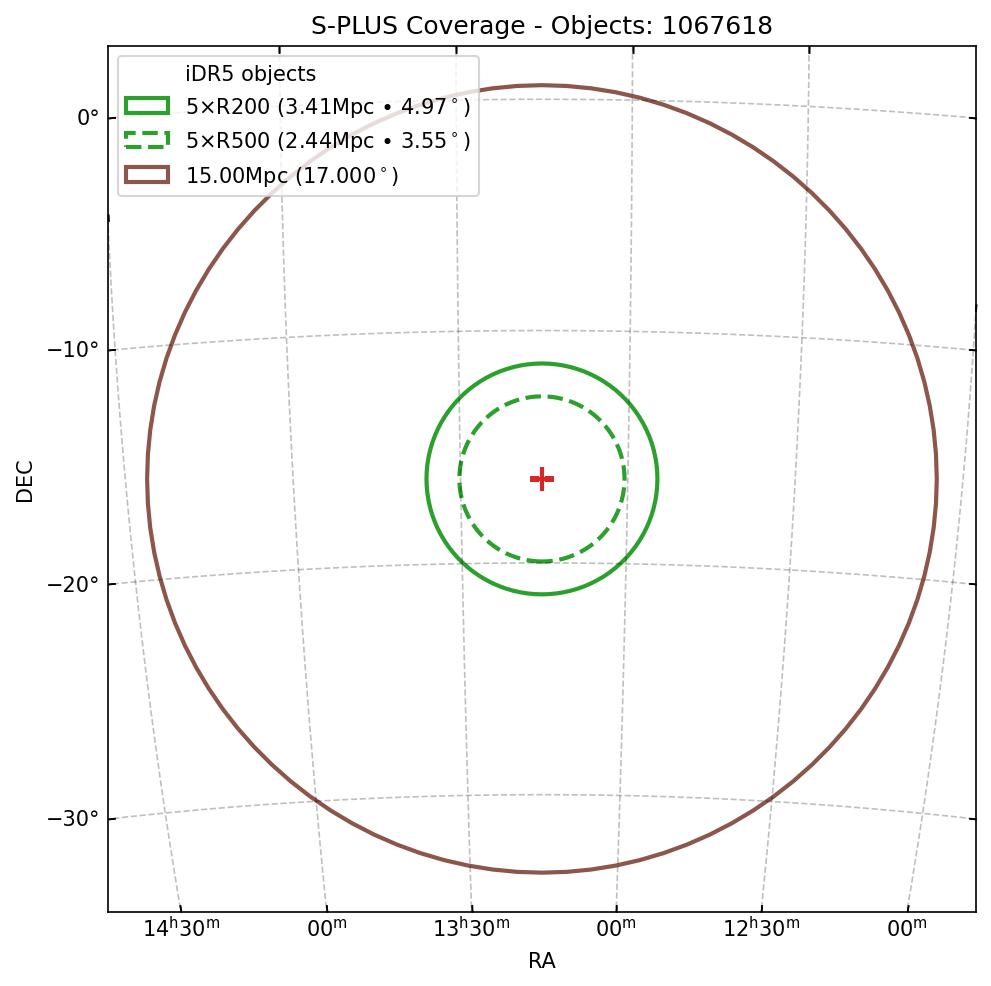 S-PLUS Coverage - Objects: 1067618
iDR5 objects
5×R200 (3.41Mpc • 4.97°)
5×R500 (2.44Mpc • 3.55°)
15.00Mpc (17.000°)
0°
−10°
−20°
−30°
DEC
14ʰ30ᵐ 00ᵐ 13ʰ30ᵐ 00ᵐ 12ʰ30ᵐ 00ᵐ
RA